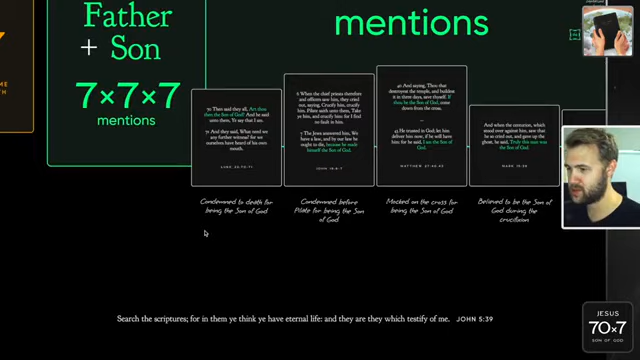 Father
+ Son
7×7×7
mentions
mentions
70 Then said they all, Art thou
then the Son of God? And he said
unto them, Ye say that I am.
71 And they said, What need we
any further witness? for we
ourselves have heard of his own
mouth.
LUKE 22:70-71
Condemned to death for
being the Son of
God
6 When the chief priests therefore
and officers saw him, they cried
out, saying, Crucify him, crucify
him. Pilate saith unto them, Take
ye him, and crucify him: for I find
no fault in him.
7 The Jews answered him, We
have a law, and by our law he
ought to die, because he made
himself the Son of God.
JOHN 19:6-7
Condemned before
Pilate for being the Son
of God
40 And saying, Thou that
destroyest the temple, and buildest
it in three days, save thyself. If
thou be the Son of God, come
down from the cross.
...
43 He trusted in God; let him
deliver him now, if he will have
him: for he said, I am the Son of
God.
MATTHEW 27:40,43
Mocked on the cross for
being the Son of God
And when the centurion, which
stood over against him, saw that
he so cried out, and gave up the
ghost, he said, Truly this man was
the Son of God.
MARK 15:39
Believed to be the Son of
God during the
crucifixion
Search the scriptures; for in them ye think ye have eternal life: and they are they which testify of me. JOHN 5:39
JESUS
70×7
SON OF GOD